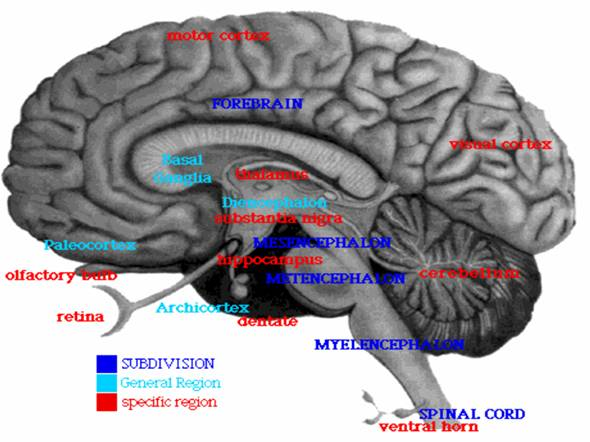 motor cortex
FOREBRAIN
visual cortex
Basal
Ganglia
thalamus
Diencephalon
substantia nigra
MESENCEPHALON
Paleocortex
hippocampus
olfactory bulb
METENCEPHALON
cerebellum
Archicortex
retina
dentate
MYELENCEPHALON
SUBDIVISION
General Region
specific region
SPINAL CORD
ventral horn